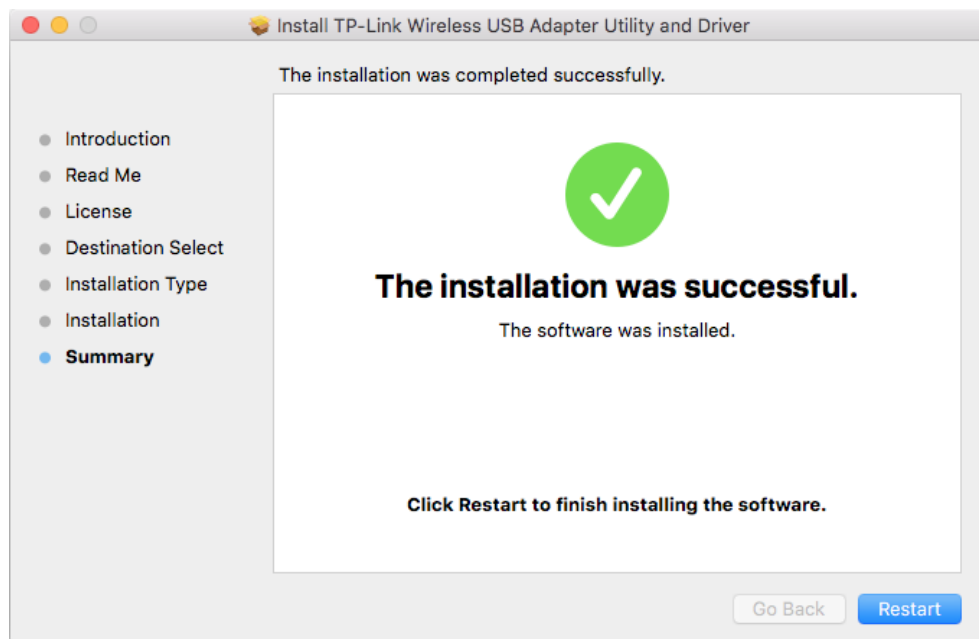 Install TP-Link Wireless USB Adapter Utility and Driver
The installation was completed successfully.
Introduction
Read Me
License
Destination Select
Installation Type
Installation
Summary
The installation was successful.
The software was installed.
Click Restart to finish installing the software.
Go Back
Restart